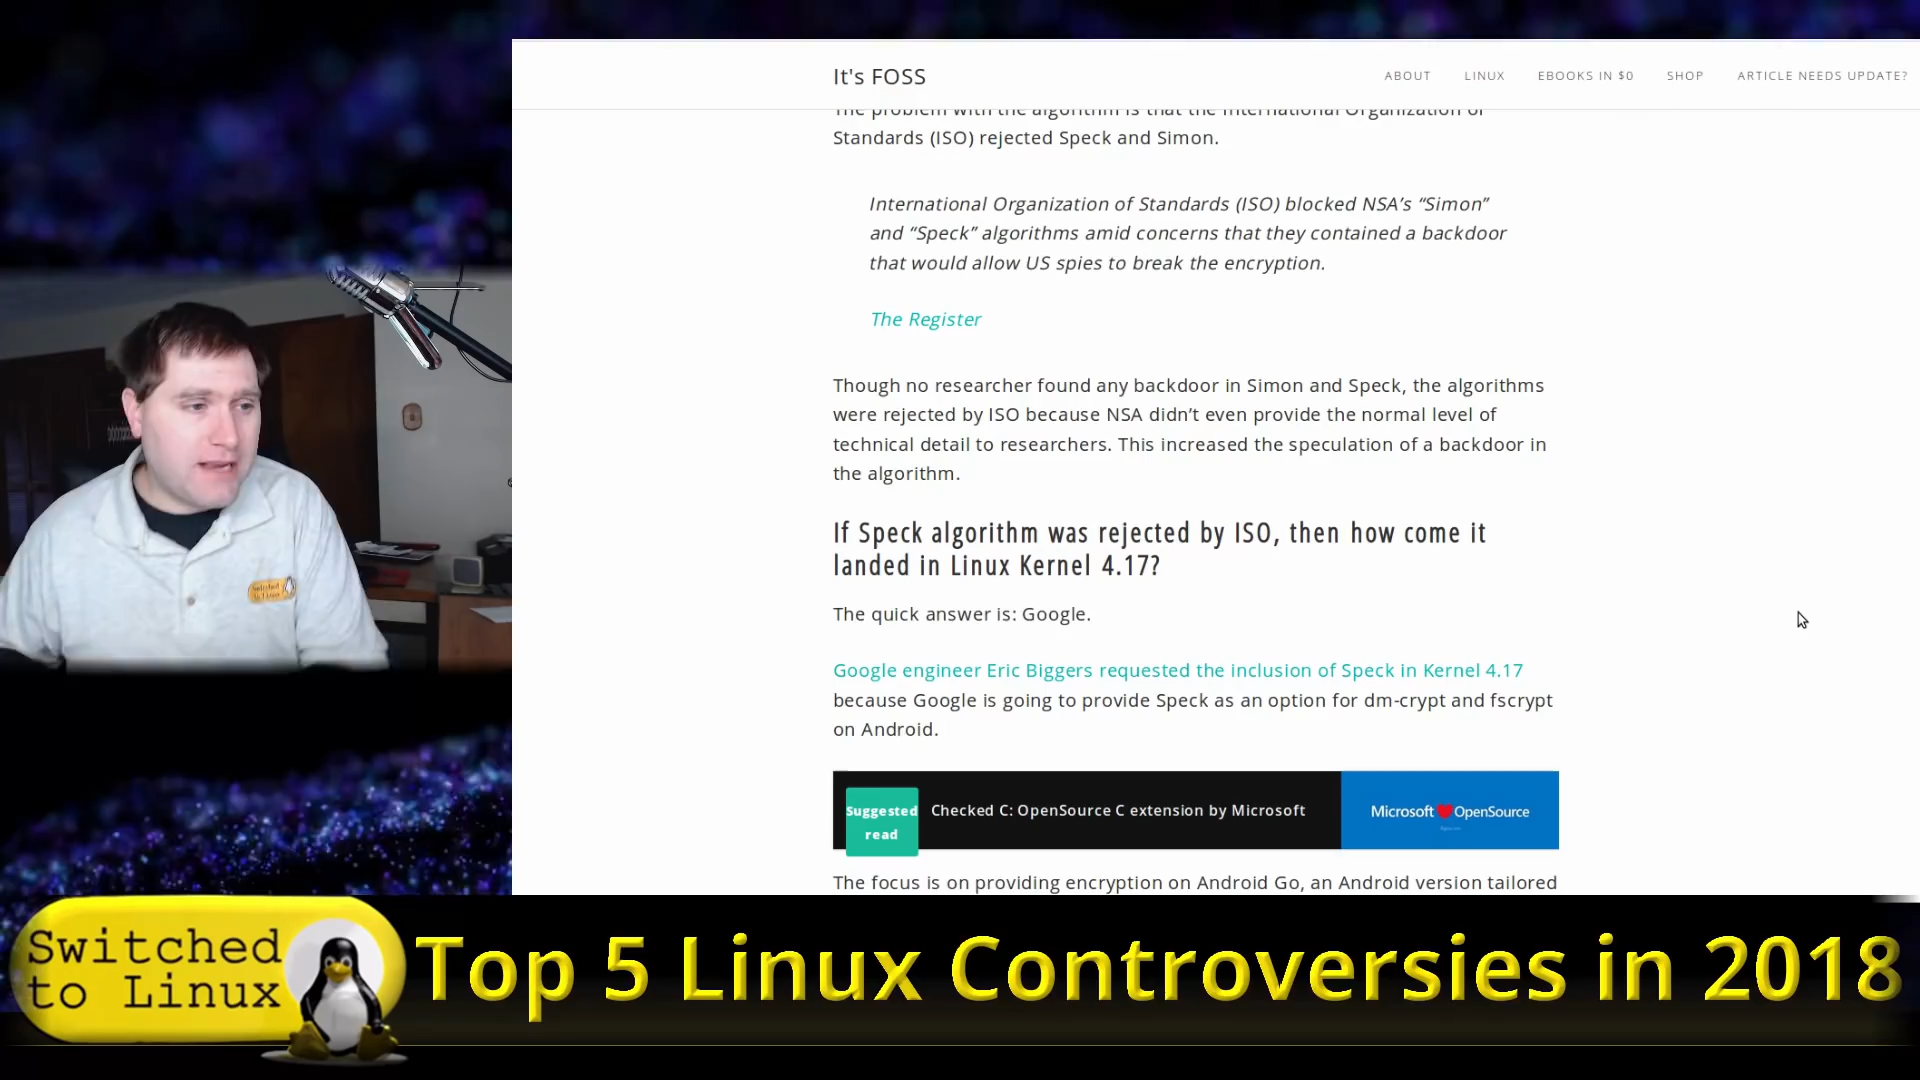 It's FOSS
ABOUT
LINUX
EBOOKS IN $0
SHOP
ARTICLE NEEDS UPDATE?
The problem with the algorithm is that the International Organization of
Standards (ISO) rejected Speck and Simon.
International Organization of Standards (ISO) blocked NSA's “Simon”
and “Speck” algorithms amid concerns that they contained a backdoor
that would allow US spies to break the encryption.
The Register
Though no researcher found any backdoor in Simon and Speck, the algorithms
were rejected by ISO because NSA didn't even provide the normal level of
technical detail to researchers. This increased the speculation of a backdoor in
the algorithm.
If Speck algorithm was rejected by ISO, then how come it
landed in Linux Kernel 4.17?
The quick answer is: Google.
Google engineer Eric Biggers requested the inclusion of Speck in Kernel 4.17
because Google is going to provide Speck as an option for dm-crypt and fscrypt
on Android.
Suggested
read
Checked C: OpenSource C extension by Microsoft
Microsoft OpenSource
The focus is on providing encryption on Android Go, an Android version tailored
Switched
to Linux
Top 5 Linux Controversies in 2018